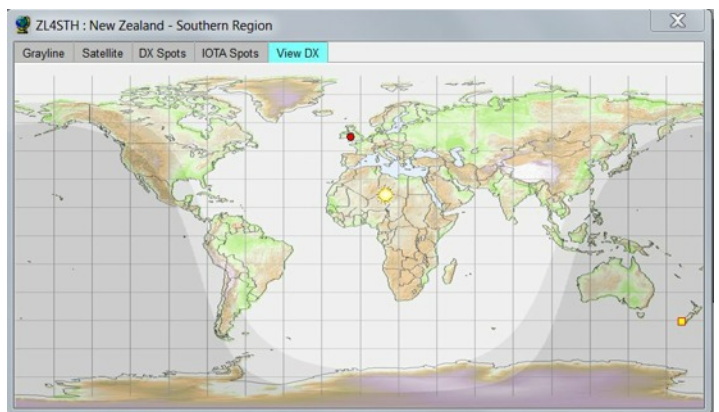 ZL4STH : New Zealand - Southern Region
Grayline Satellite DX Spots IOTA Spots View DX